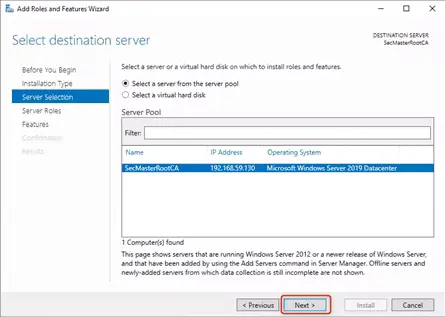 Add Roles and Features Wizard
Select destination server
DESTINATION SERVER
SecMasterRootCA
Before You Begin
Installation Type
Server Selection
Server Roles
Features
Confirmation
Results
Select a server or a virtual hard disk on which to install roles and features.
Select a server from the server pool
Select a virtual hard disk
Server Pool
Filter:
Name IP Address Operating System
SecMasterRootCA 192.168.59.130 Microsoft Windows Server 2019 Datacenter
1 Computer(s) found
This page shows servers that are running Windows Server 2012 or a newer release of Windows Server,
and that have been added by using the Add Servers command in Server Manager. Offline servers and
newly-added servers from which data collection is still incomplete are not shown.
< Previous Next > Install Cancel